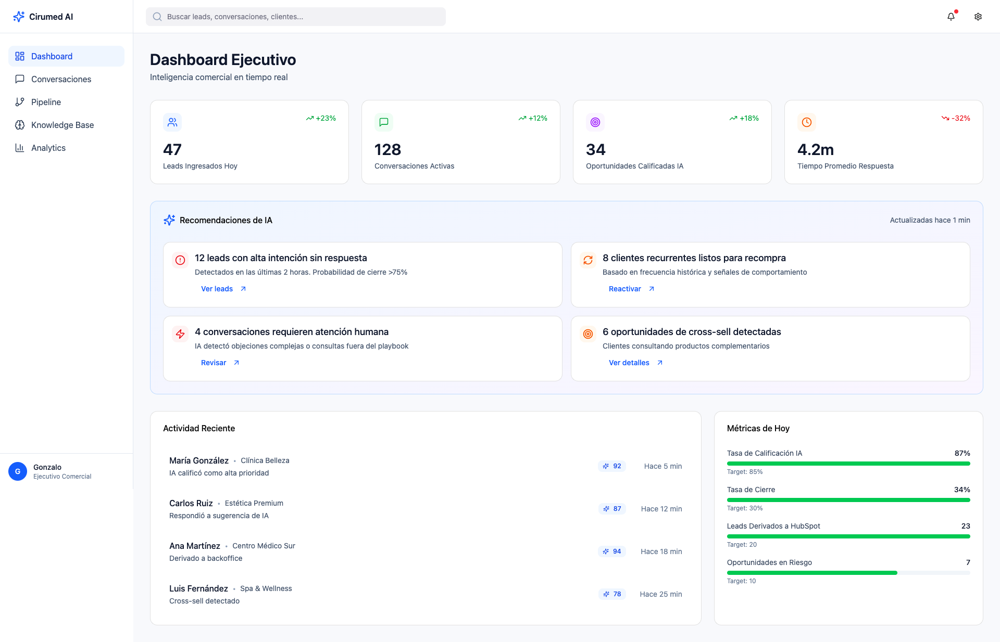 Cirumed AI
Buscar leads, conversaciones, clientes...
Dashboard
Conversaciones
Pipeline
Knowledge Base
Analytics
Gonzalo
G
Ejecutivo Comercial
Dashboard Ejecutivo
Inteligencia comercial en tiempo real
+23%
47
Leads Ingresados Hoy
+12%
128
Conversaciones Activas
+18%
34
Oportunidades Calificadas IA
-32%
4.2m
Tiempo Promedio Respuesta
Recomendaciones de IA
Actualizadas hace 1 min
12 leads con alta intención sin respuesta
Detectados en las últimas 2 horas. Probabilidad de cierre >75%
Ver leads
8 clientes recurrentes listos para recompra
Basado en frecuencia histórica y señales de comportamiento
Reactivar
4 conversaciones requieren atención humana
IA detectó objeciones complejas o consultas fuera del playbook
Revisar
6 oportunidades de cross-sell detectadas
Clientes consultando productos complementarios
Ver detalles
Actividad Reciente
María González • Clínica Belleza
IA calificó como alta prioridad
92
Hace 5 min
Carlos Ruiz • Estética Premium
Respondió a sugerencia de IA
87
Hace 12 min
Ana Martínez • Centro Médico Sur
Derivado a backoffice
94
Hace 18 min
Luis Fernández • Spa & Wellness
Cross-sell detectado
78
Hace 25 min
Métricas de Hoy
Tasa de Calificación IA 87%
Target: 85%
Tasa de Cierre 34%
Target: 30%
Leads Derivados a HubSpot 23
Target: 20
Oportunidades en Riesgo 7
Target: 10